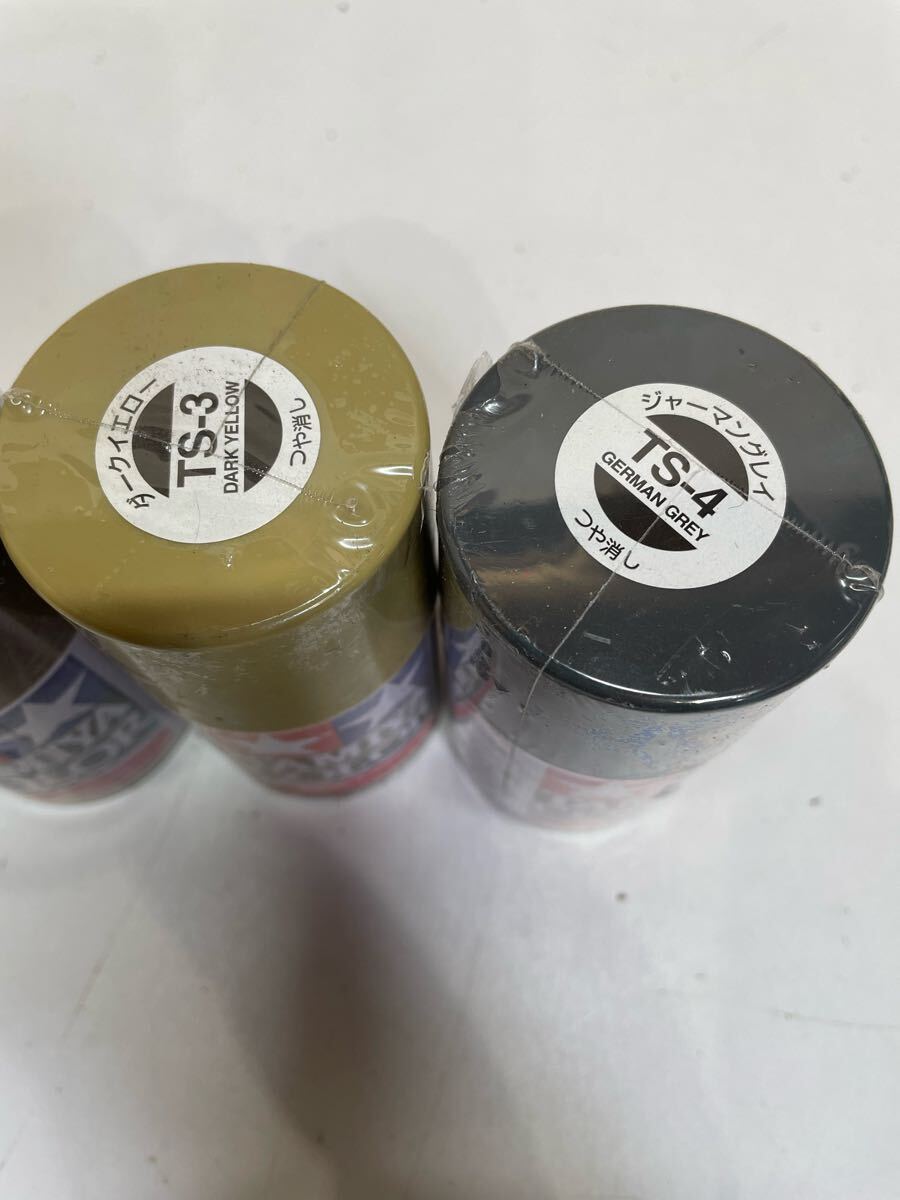 ダークイエロー
TS-3
DARK YELLOW
つや消し
ジャーマングレイ
TS-4
GERMAN GREY
つや消し